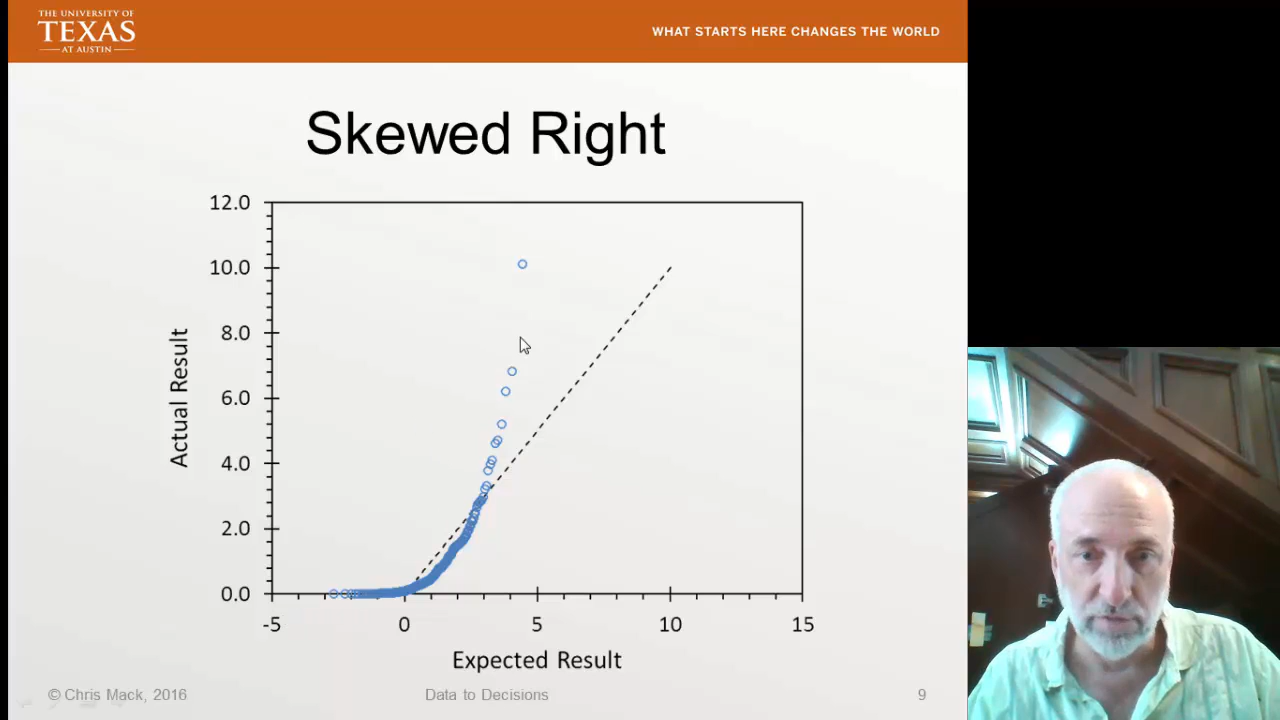 THE UNIVERSITY OF
TEXAS
AT AUSTIN
WHAT STARTS HERE CHANGES THE WORLD
Skewed Right
12.0
10.0
8.0
6.0
4.0
2.0
0.0
Actual Result
-5 0 5 10 15
Expected Result
© Chris Mack, 2016 Data to Decisions 9